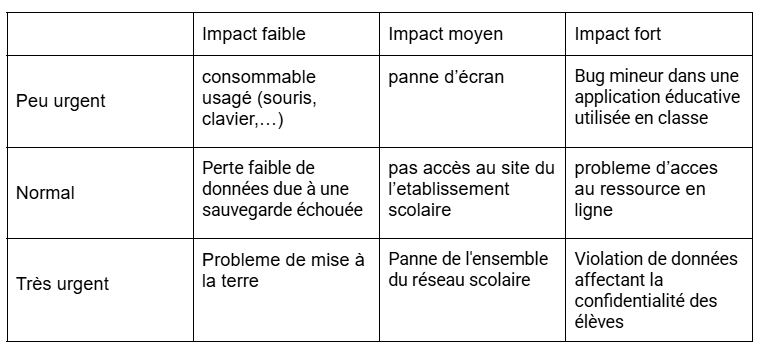 Impact faible
Impact moyen
Impact fort
Peu urgent
consommable
usagé (souris,
clavier,…)
panne d’écran
Bug mineur dans une
application éducative
utilisée en classe
Normal
Perte faible de
données due à une
sauvegarde échouée
pas accès au site du
l’etablissement
scolaire
probleme d’acces
au ressource en
ligne
Très urgent
Probleme de mise à
la terre
Panne de l'ensemble
du réseau scolaire
Violation de données
affectant la
confidentialité des
élèves